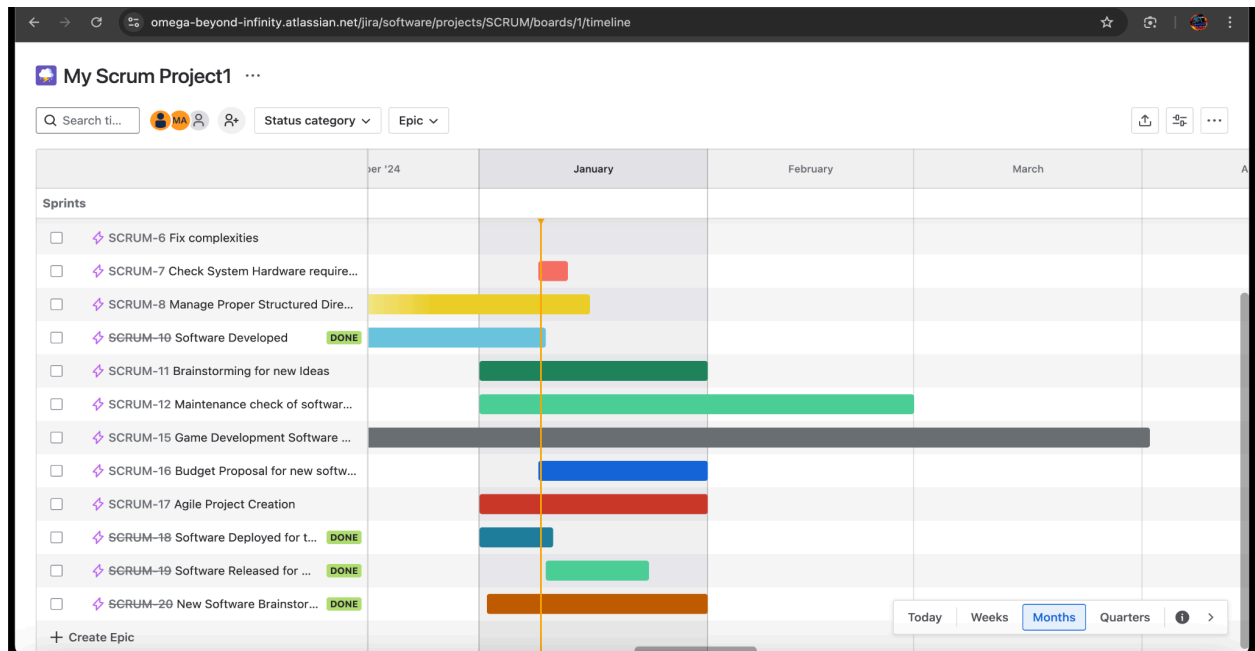 omega-beyond-infinity.atlassian.net/jira/software/projects/SCRUM/boards/1/timeline
My Scrum Project1 ...
Search ti... MA Status category Epic
ber '24 January February March A
Sprints
SCRUM-6 Fix complexities
SCRUM-7 Check System Hardware require...
SCRUM-8 Manage Proper Structured Dire...
SCRUM-10 Software Developed DONE
SCRUM-11 Brainstorming for new Ideas
SCRUM-12 Maintenance check of softwar...
SCRUM-15 Game Development Software ...
SCRUM-16 Budget Proposal for new softw...
SCRUM-17 Agile Project Creation
SCRUM-18 Software Deployed for t... DONE
SCRUM-19 Software Released for ... DONE
SCRUM-20 New Software Brainstor... DONE
Today Weeks Months Quarters
+ Create Epic